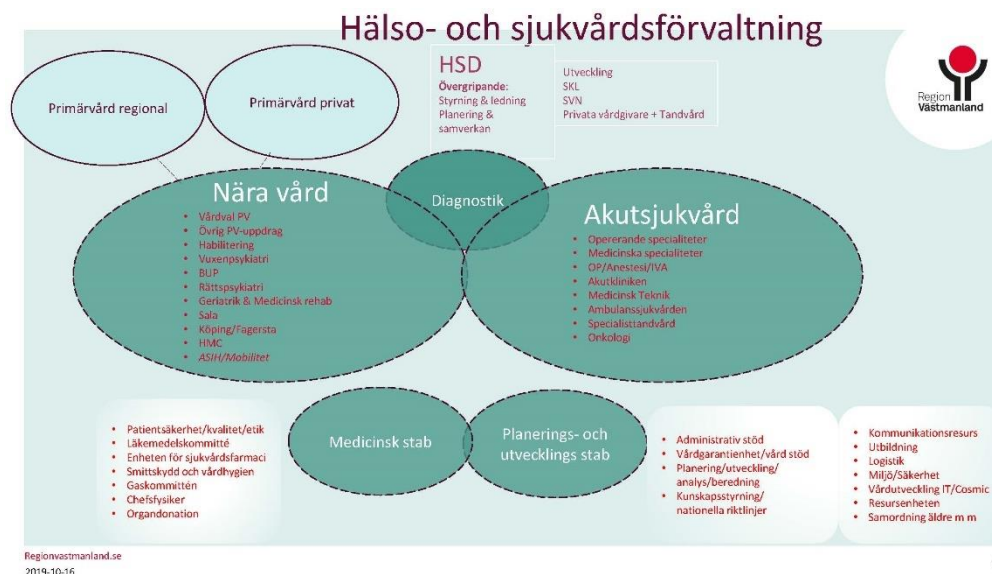 Hälso- och sjukvårdsförvaltning
HSD
Övergripande:
Styrning & ledning
Planering &
samverkan
Utveckling
SKL
SVN
Privata vårdgivare + Tandvård
Region
Västmanland
Primärvård regional
Primärvård privat
Nära vård
• Vårdval PV
• Övrig PV-uppdrag
• Habilitering
• Vuxenpsykiatri
• BUP
• Rättspsykiatri
• Geriatrik & Medicinsk rehab
• Sala
• Köping/Fagersta
• HMC
• ASIH/Mobilitet
Diagnostik
Akutsjukvård
• Opererande specialiteter
• Medicinska specialiteter
• OP/Anestesi/IVA
• Akutkliniken
• Medicinsk Teknik
• Ambulanssjukvården
• Specialisttandvård
• Onkologi
• Patientsäkerhet/kvalitet/etik
• Läkemedelskommitté
• Enheten för sjukvårdsfarmaci
• Smittskydd och vårdhygien
• Gaskommittén
• Chefsfysiker
• Organdonation
Medicinsk stab
Planerings- och
utvecklings stab
• Administrativ stöd
• Vårdgarantienhet/vård stöd
• Planering/utveckling/
analys/beredning
• Kunskapsstyrning/
nationella riktlinjer
• Kommunikationsresurs
• Utbildning
• Logistik
• Miljö/Säkerhet
• Vårdutveckling IT/Cosmic
• Resursenheten
• Samordning äldre m m
Regionvastmanland.se
2019-10-16